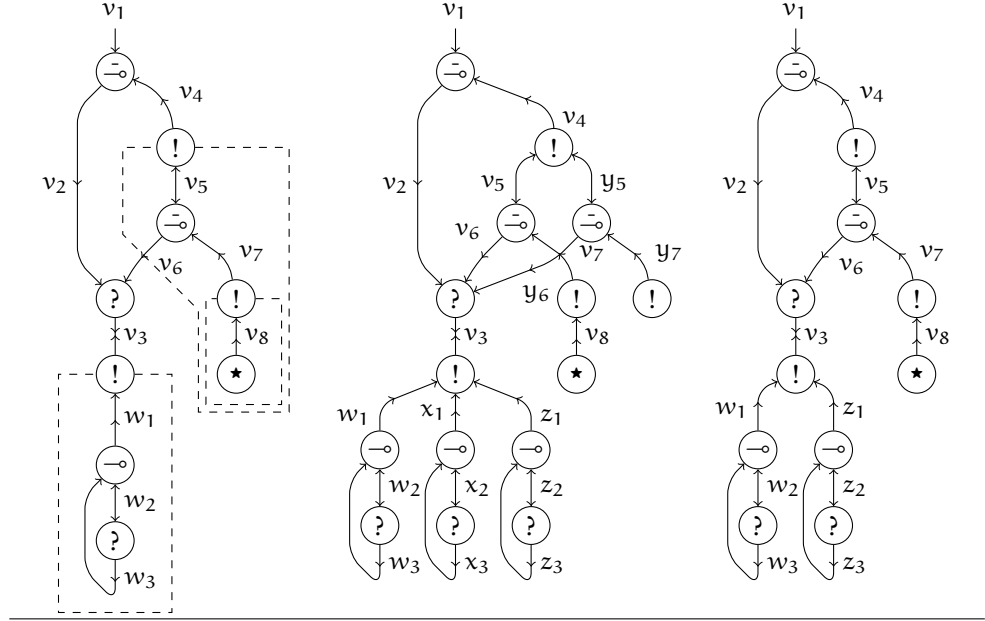 v1 v1 v1
⊸̄ ⊸̄ ⊸̄
v4 v4 v4
! ! !
v2 v5 v2 v5 y5 v2 v5
⊸̄ ⊸̄ ⊸̄ ⊸̄
v6 v7 v6 v7 y7 v6 v7
y6
? ! ? ! ! ? !
v3 v8 v3 v8 v3 v8
! ★ ! ★ ! ★
w1 w1 x1 z1 w1 z1
⊸ ⊸ ⊸ ⊸ ⊸ ⊸
w2 w2 x2 z2 w2 z2
? ? ? ? ? ?
w3 w3 x3 z3 w3 z3